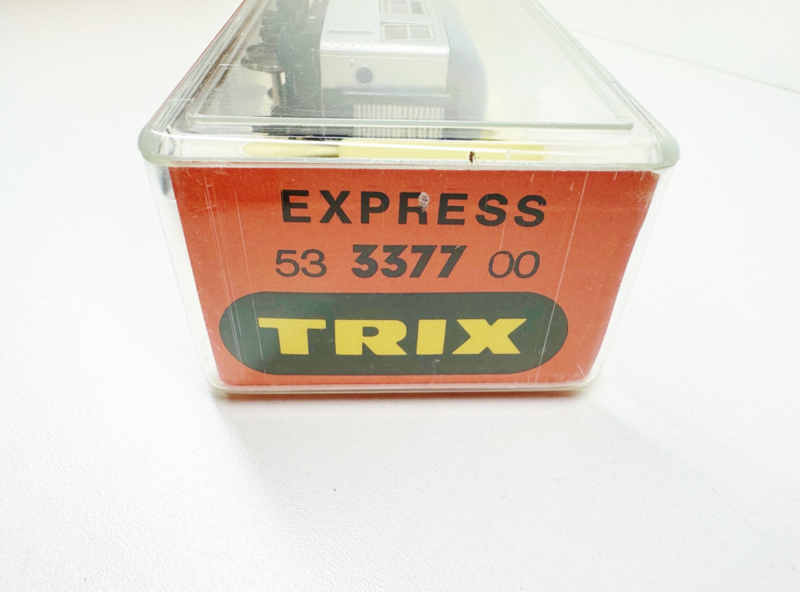 EXPRESS
53 3377 00
TRIX